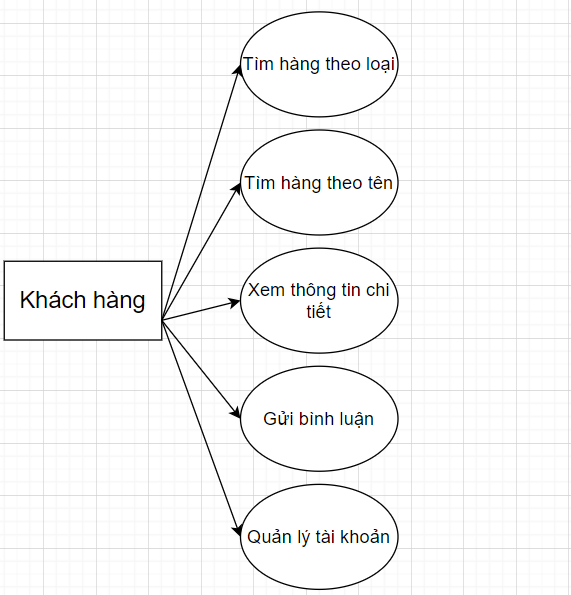 Tìm hàng theo loại
Tìm hàng theo tên
Khách hàng
Xem thông tin chi
tiết
Gửi bình luận
Quản lý tài khoản